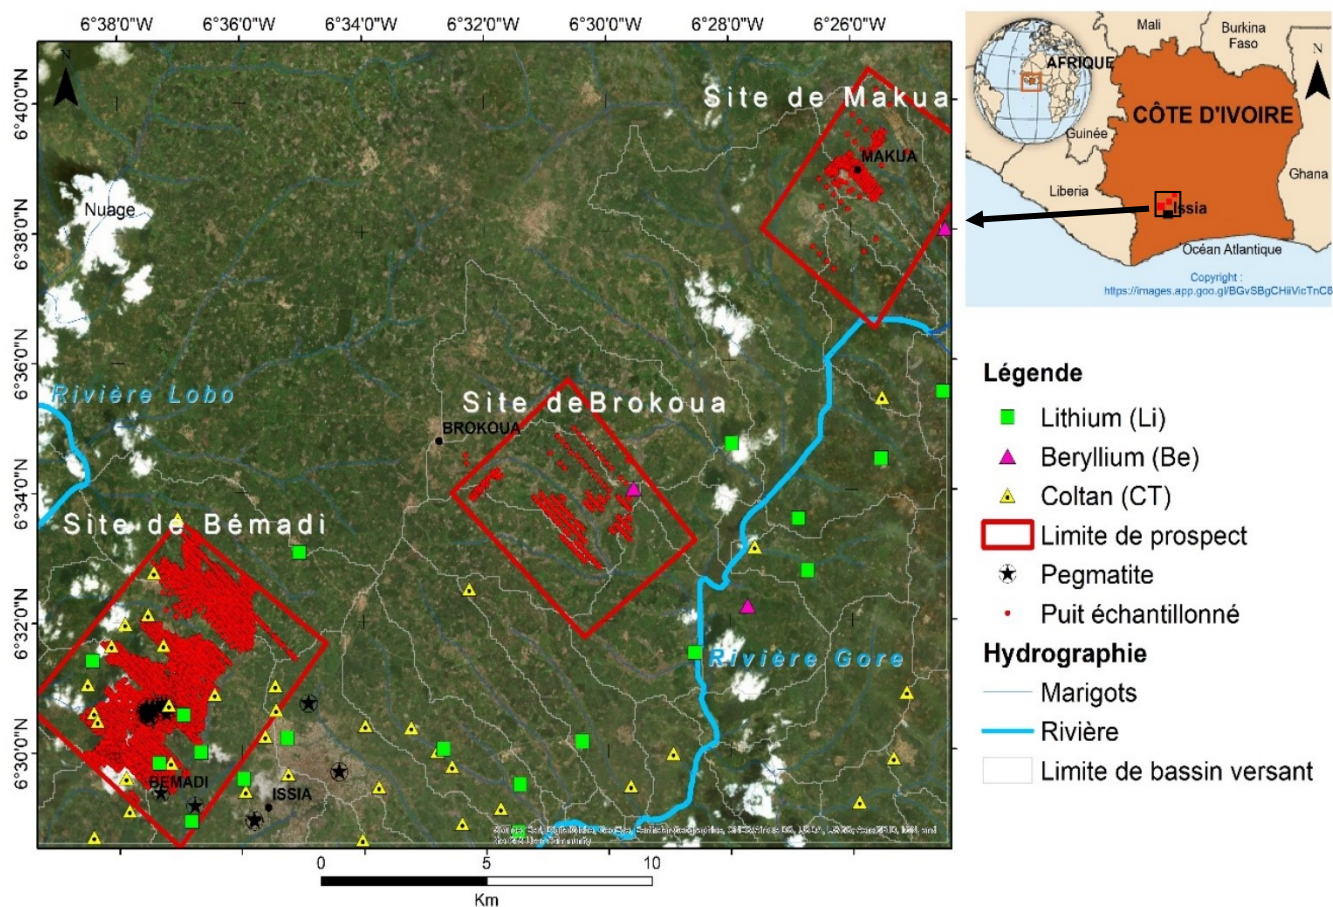 6°38'0"W 6°36'0"W 6°34'0"W 6°32'0"W 6°30'0"W 6°28'0"W 6°26'0"W
6°40'0"N
6°38'0"N
6°36'0"N
6°34'0"N
6°32'0"N
6°30'0"N
N
Site de Makua
MAKUA
Nuage
Rivière Lobo
Site deBrokoua
BROKOUA
Site de Bémadi
Rivière Gore
BEMADI
ISSIA
0 5 10
Km
Mali
Burkina
Faso
N
AFRIQUE
CÔTE D'IVOIRE
Guinée
Ghana
Liberia
Issia
Océan Atlantique
Copyright :
https://images.app.goo.gl/BGvSBgCHiiVicTnC6
Légende
Lithium (Li)
Beryllium (Be)
Coltan (CT)
Limite de prospect
Pegmatite
Puit échantillonné
Hydrographie
Marigots
Rivière
Limite de bassin versant